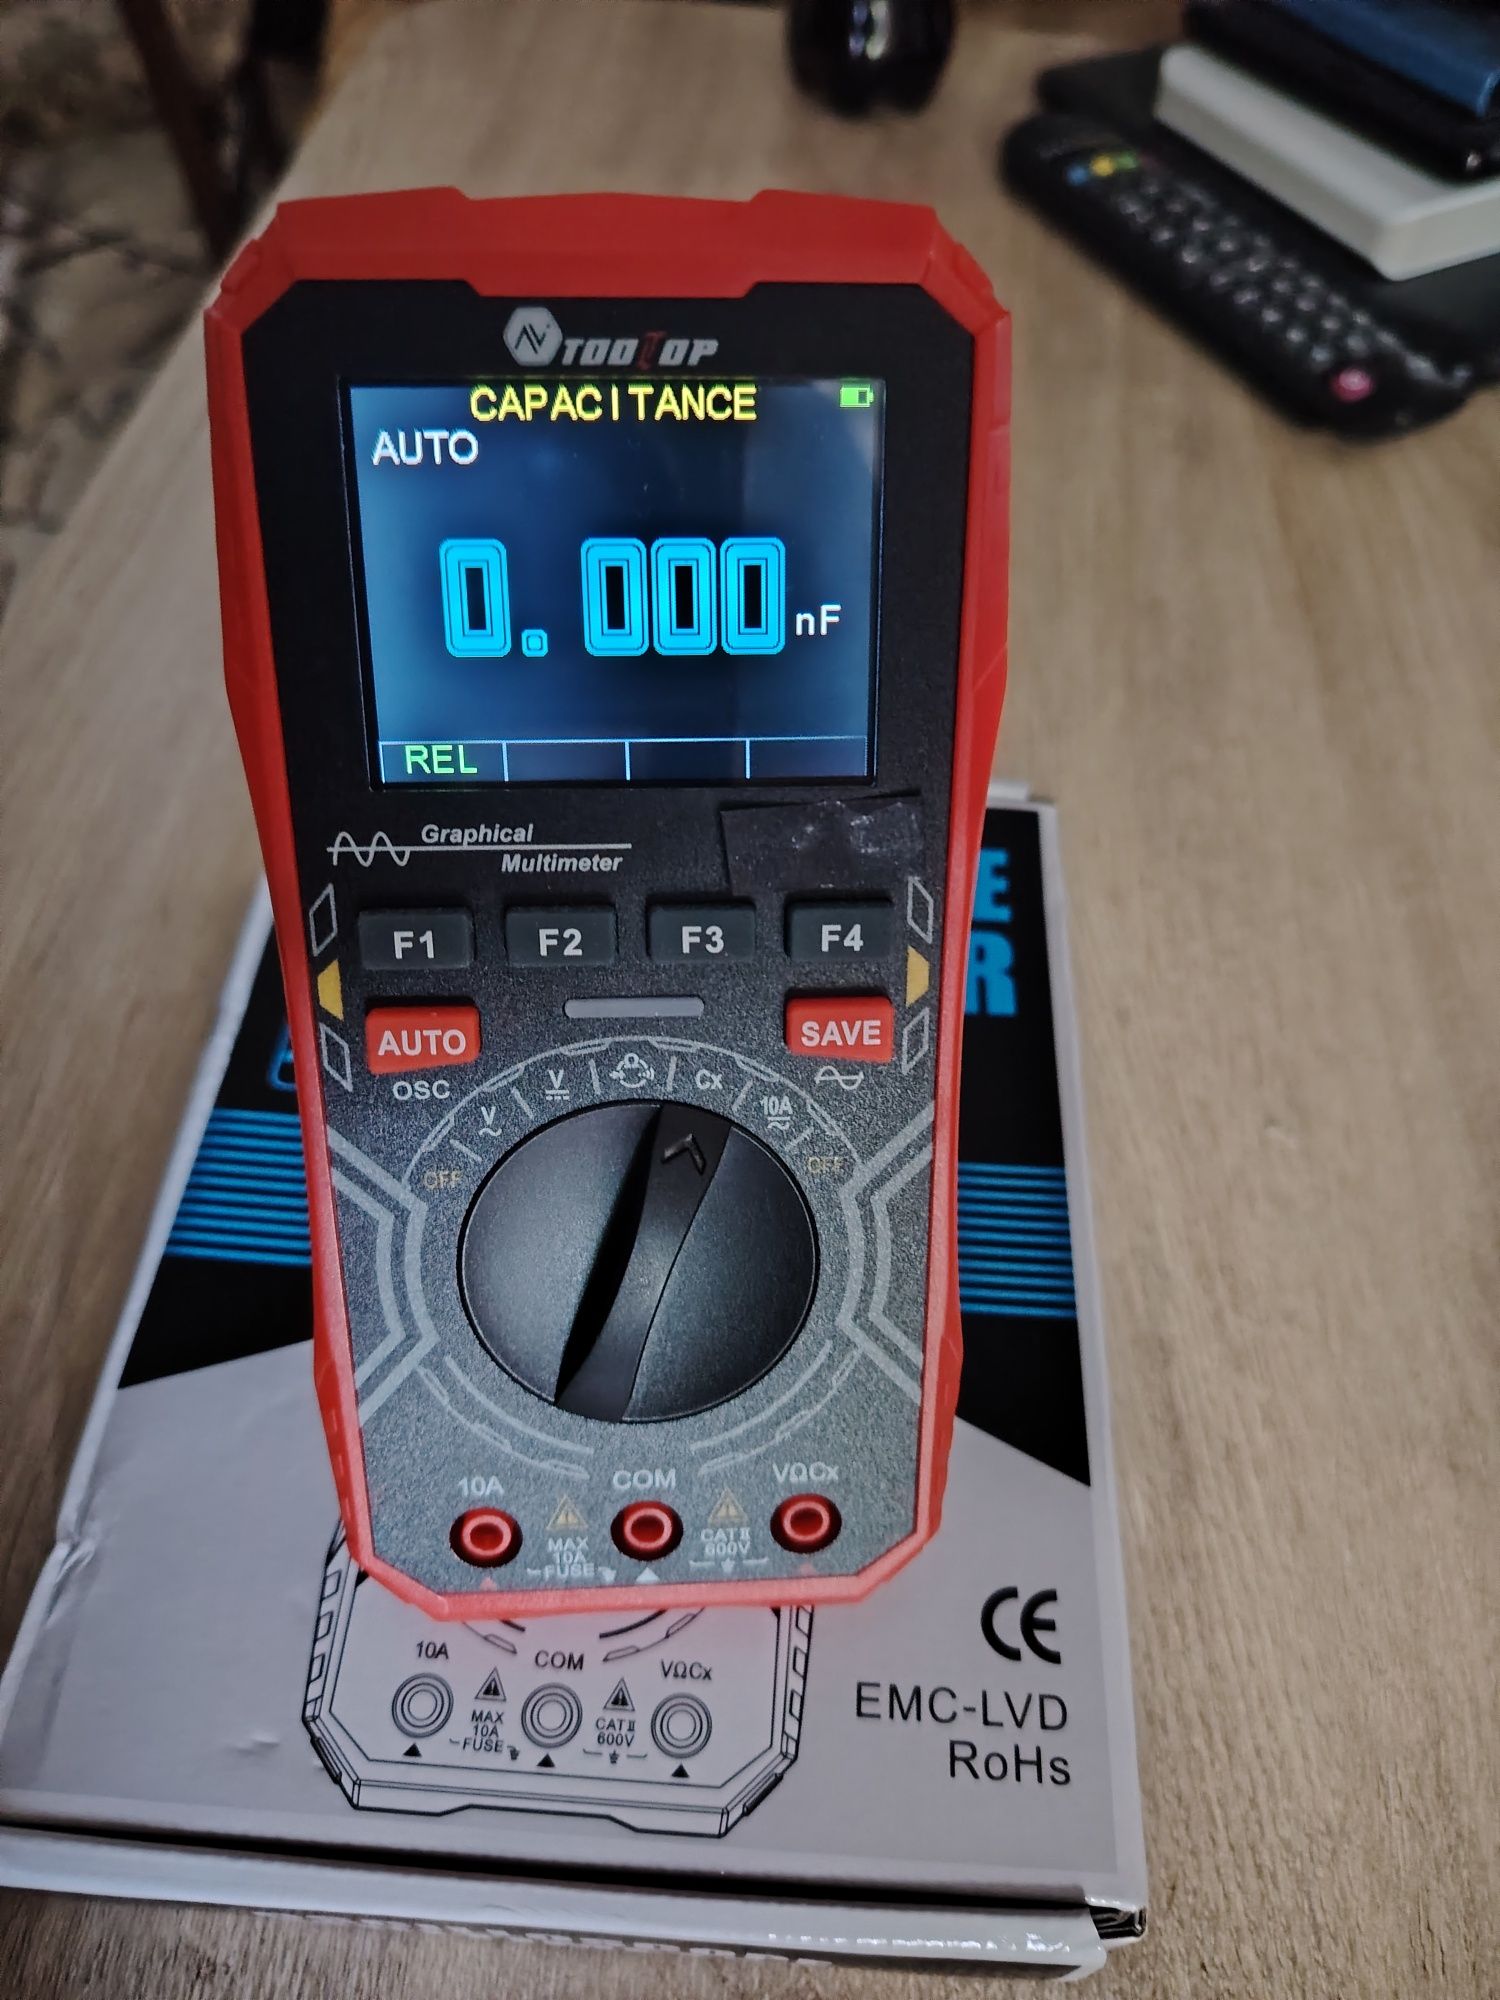 TOOLTOP
CAPACITANCE
AUTO
0.000 nF
REL
Graphical
Multimeter
F1 F2 F3 F4
AUTO SAVE
OSC
V V Cx 10A
OFF OFF
10A COM VΩCx
MAX
10A
FUSE
CAT II
600V
E
R
10A COM VΩCx
MAX
10A
FUSE
CAT II
600V
CE
EMC-LVD
RoHs